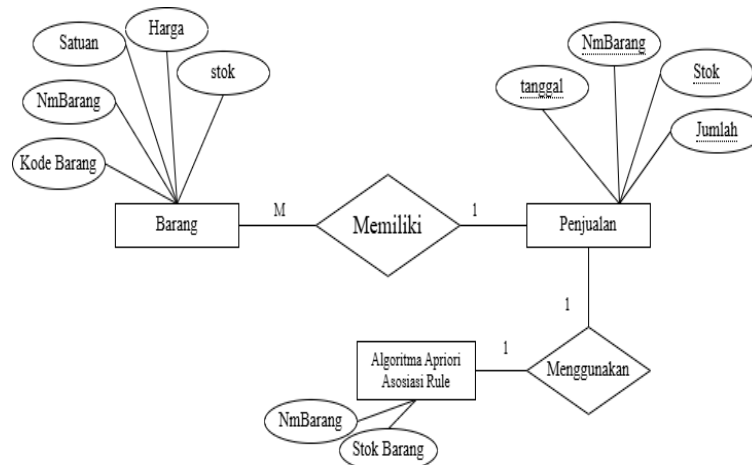 Harga
Satuan
stok
NmBarang
Kode Barang
NmBarang
Stok
tanggal
Jumlah
Barang
M
Memiliki
1
Penjualan
1
Algoritma Apriori
Asosiasi Rule
1
Menggunakan
NmBarang
Stok Barang